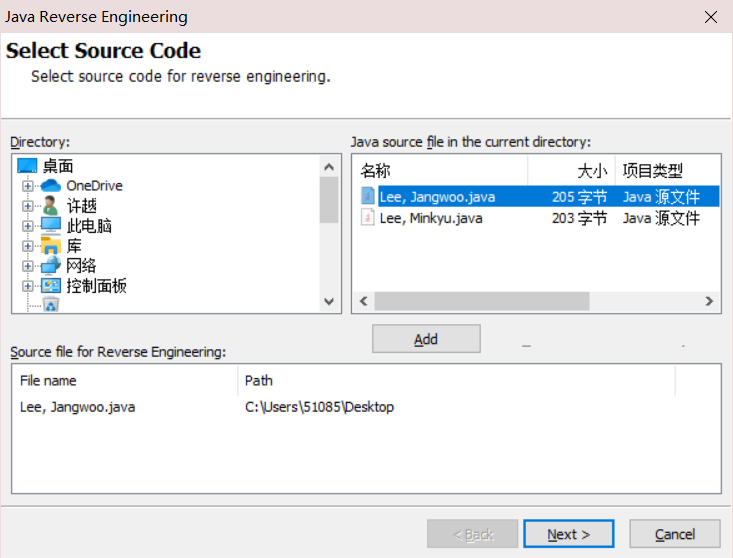 Java Reverse Engineering
Select Source Code
Select source code for reverse engineering.
Directory:
桌面
OneDrive
许越
此电脑
库
网络
控制面板
Java source file in the current directory:
名称 大小 项目类型
Lee, Jangwoo.java 205 字节 Java 源文件
Lee, Minkyu.java 203 字节 Java 源文件
Add
Source file for Reverse Engineering:
File name Path
Lee, Jangwoo.java C:\Users\51085\Desktop
< Back Next > Cancel